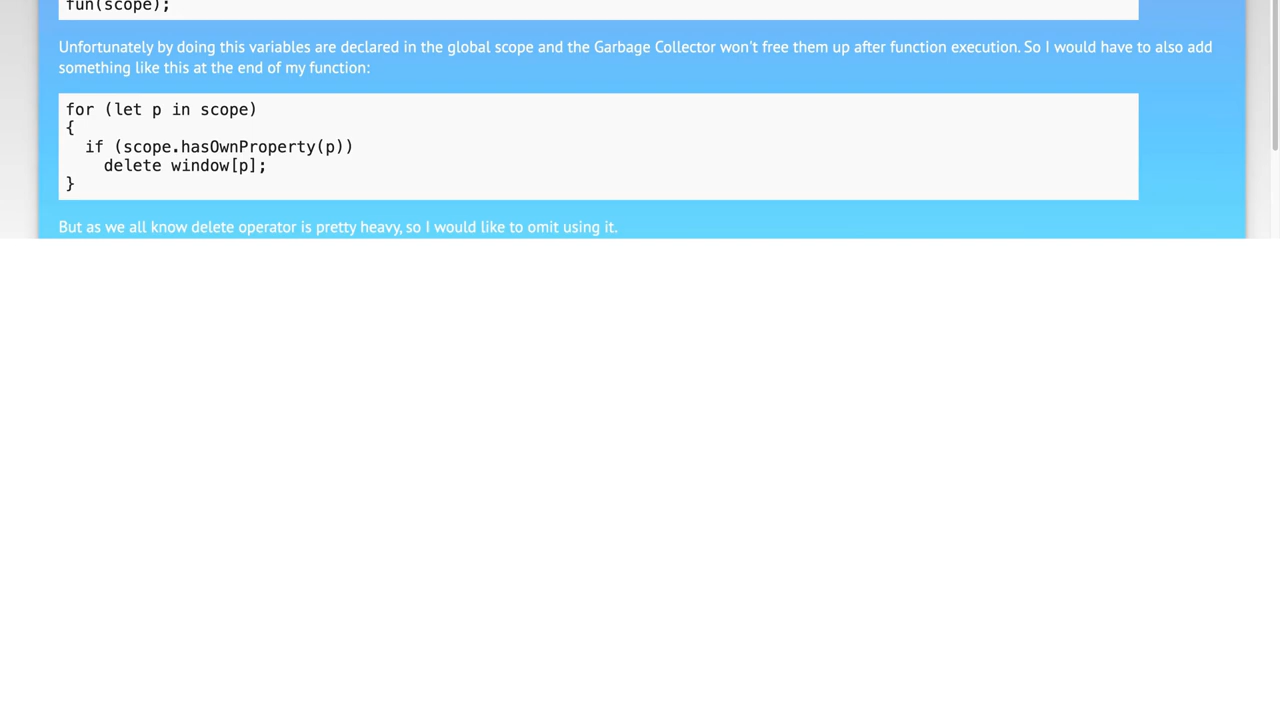 fun(scope);
Unfortunately by doing this variables are declared in the global scope and the Garbage Collector won't free them up after function execution. So I would have to also add
something like this at the end of my function:
for (let p in scope)
{
  if (scope.hasOwnProperty(p))
    delete window[p];
}
But as we all know delete operator is pretty heavy, so I would like to omit using it.